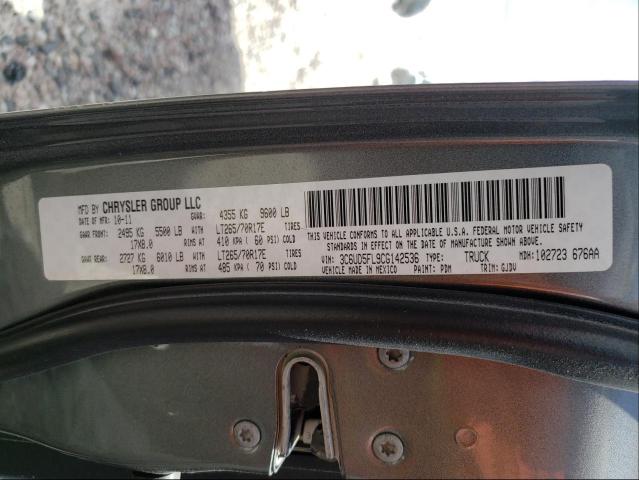 MFD BY CHRYSLER GROUP LLC
DATE OF MFR: 10-11 GVWR: 4355 KG 9600 LB
GAWR FRONT: 2495 KG 5500 LB WITH LT265/70R17E TIRES
17X8.0 RIMS AT 410 KPA ( 60 PSI) COLD
GAWR REAR: 2727 KG 6010 LB WITH LT265/70R17E TIRES
17X8.0 RIMS AT 485 KPA ( 70 PSI) COLD
THIS VEHICLE CONFORMS TO ALL APPLICABLE U.S.A. FEDERAL MOTOR VEHICLE SAFETY
STANDARDS IN EFFECT ON THE DATE OF MANUFACTURE SHOWN ABOVE.
VIN: 3C6UD5FL9CG142536 TYPE: TRUCK MDH: 102723 676AA
VEHICLE MADE IN MEXICO PAINT: PDM TRIM: GJDV